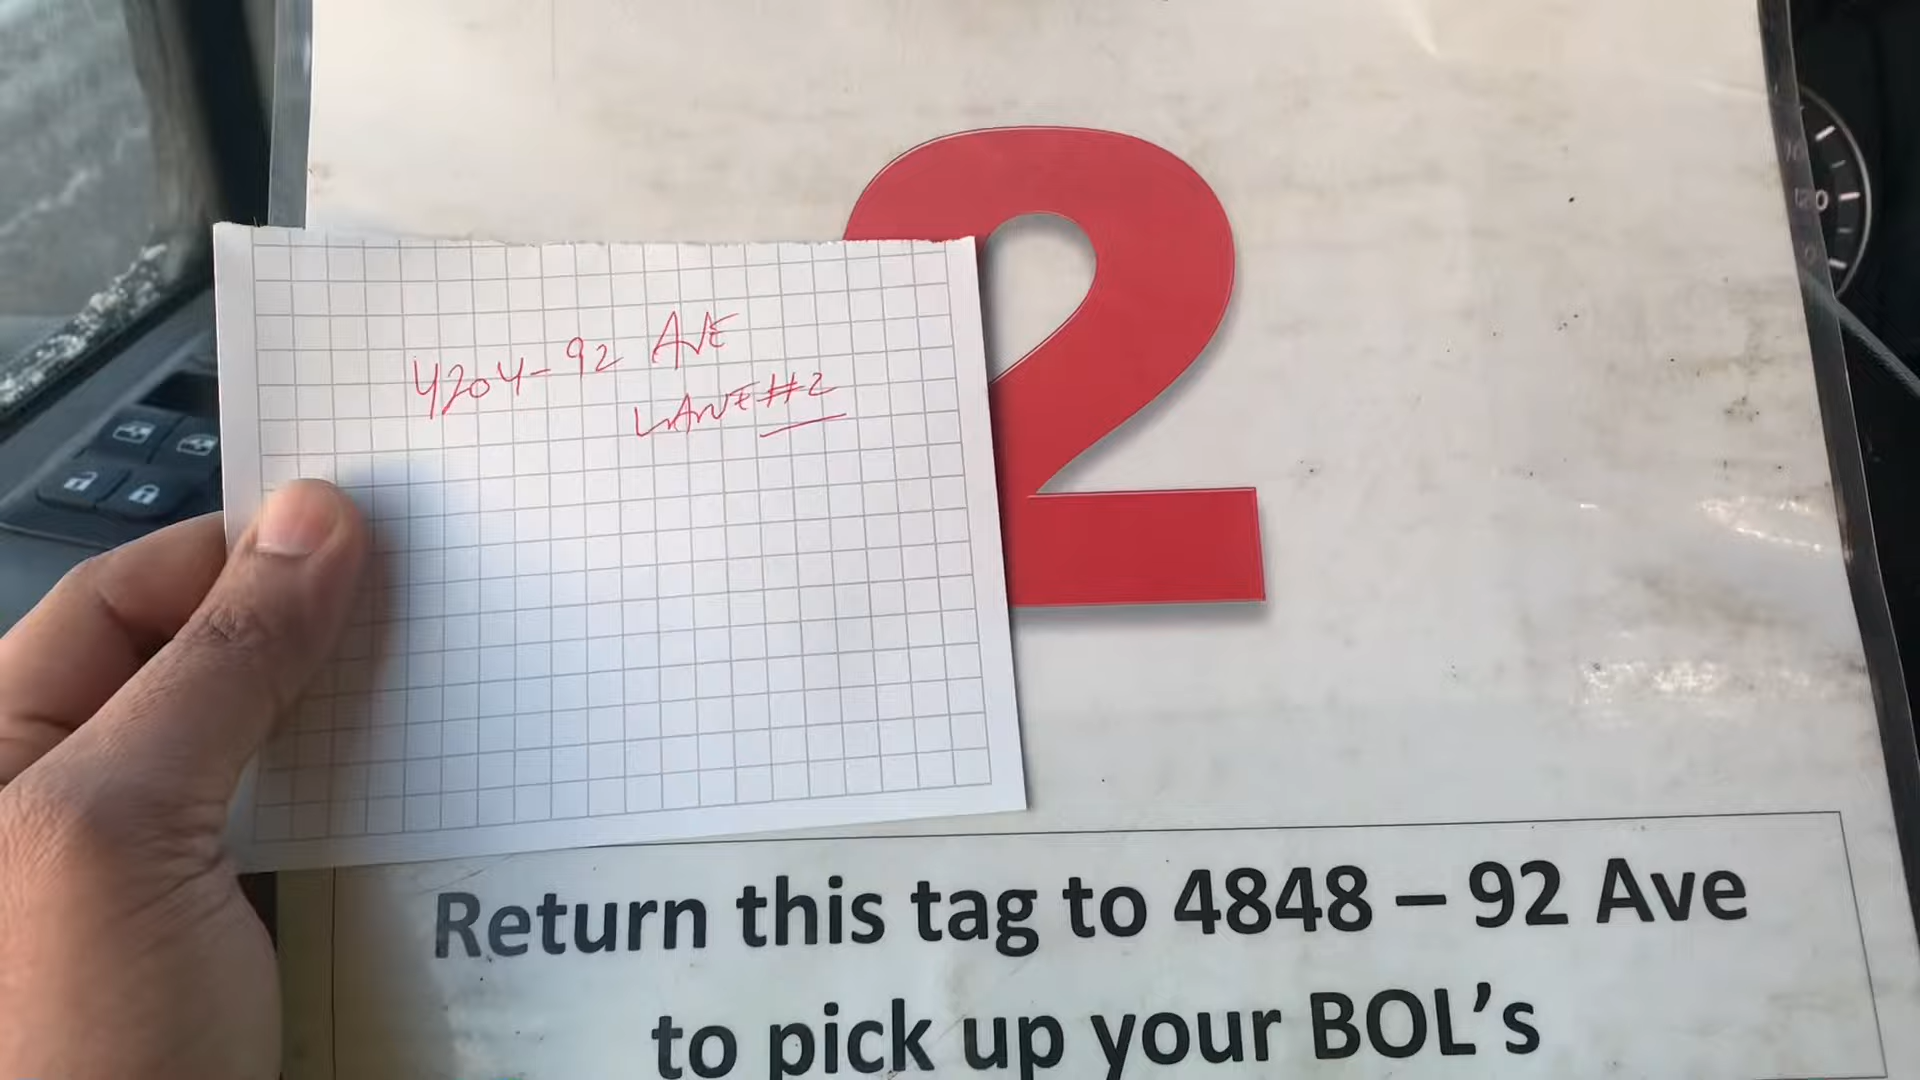 2
4204-92 AVE
LANE #2
Return this tag to 4848 – 92 Ave
to pick up your BOL's